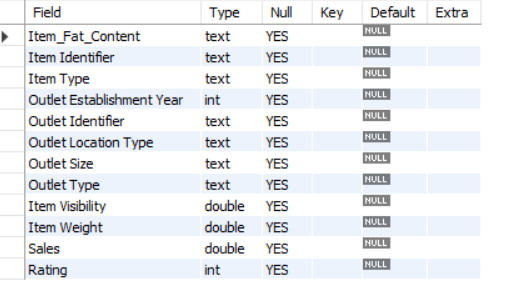 Field Type Null Key Default Extra
Item_Fat_Content text YES NULL
Item Identifier text YES NULL
Item Type text YES NULL
Outlet Establishment Year int YES NULL
Outlet Identifier text YES NULL
Outlet Location Type text YES NULL
Outlet Size text YES NULL
Outlet Type text YES NULL
Item Visibility double YES NULL
Item Weight double YES NULL
Sales double YES NULL
Rating int YES NULL